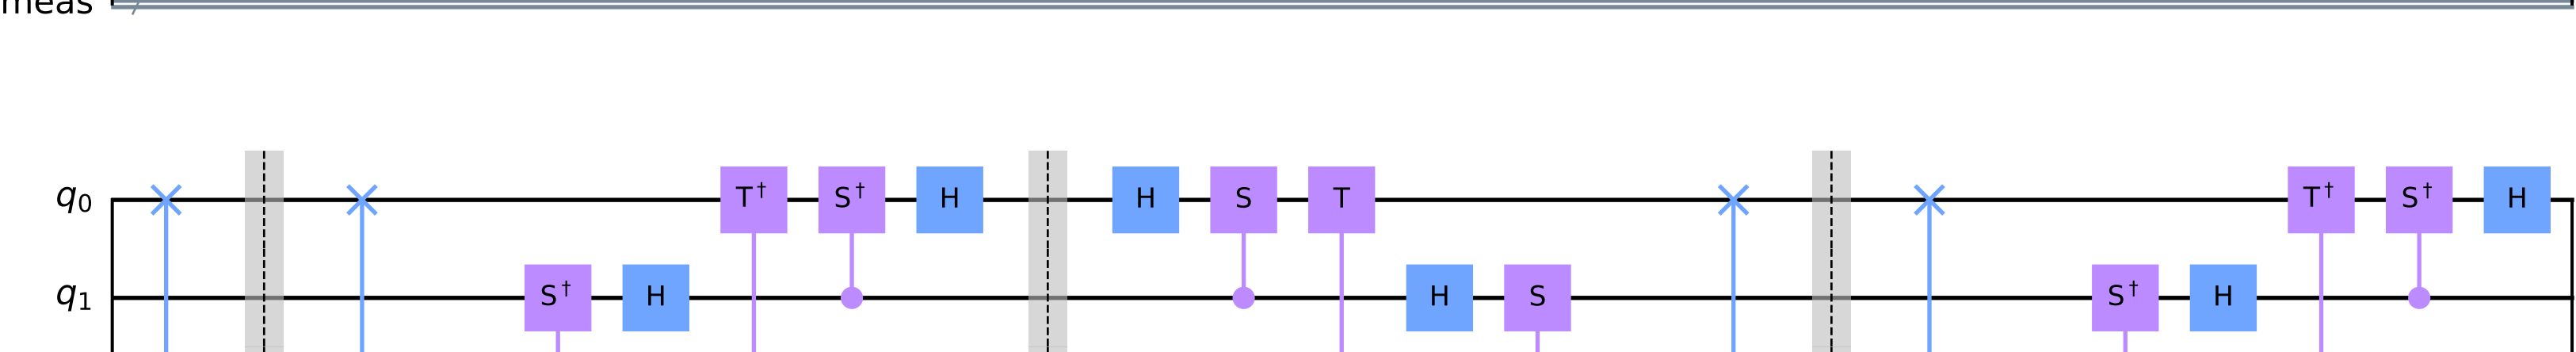 meas
q0 T† S† H H S T T† S† H
q1 S† H H S S† H